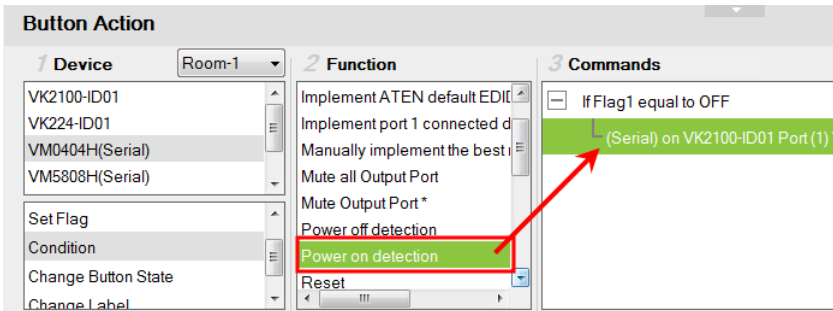 Button Action
1 Device
Room-1
2 Function
3 Commands
VK2100-ID01
VK224-ID01
VM0404H(Serial)
VM5808H(Serial)
Set Flag
Condition
Change Button State
Change Label
Implement ATEN default EDID
Implement port 1 connected d
Manually implement the best
Mute all Output Port
Mute Output Port *
Power off detection
Power on detection
Reset
If Flag1 equal to OFF
(Serial) on VK2100-ID01 Port (1)